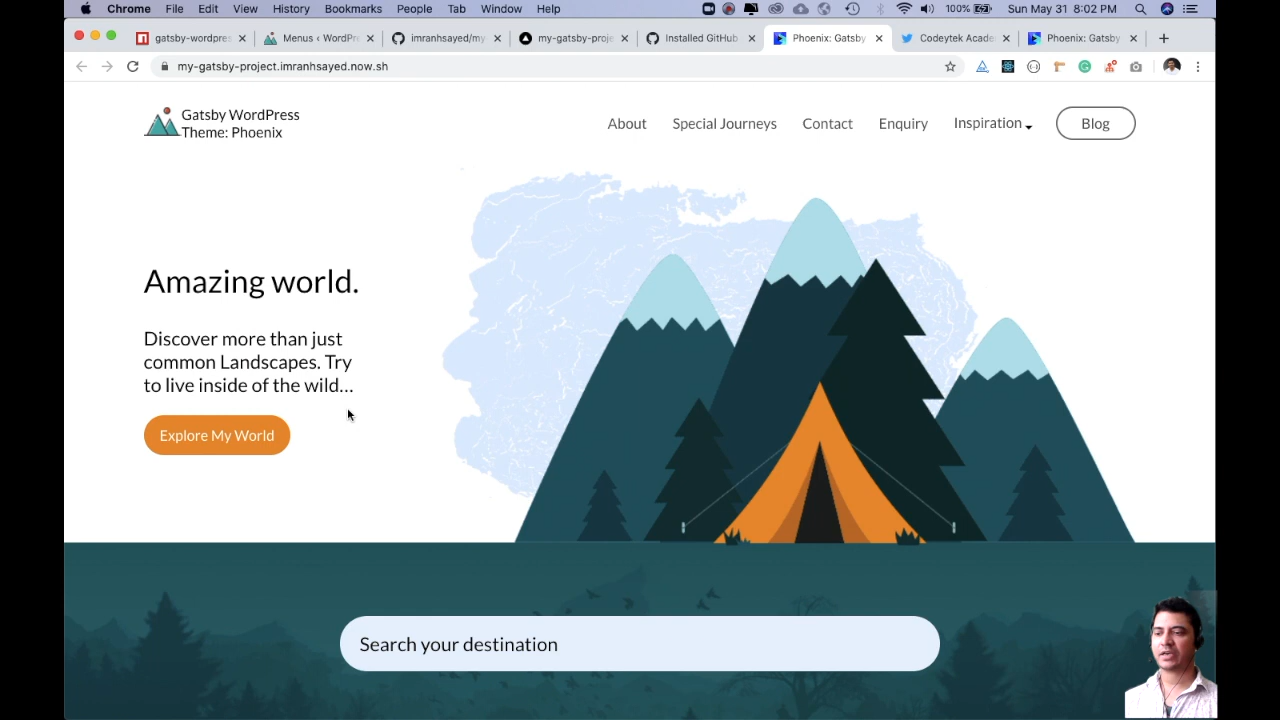 Chrome File Edit View History Bookmarks People Tab Window Help 100% Sun May 31 8:02 PM
gatsby-wordpres Menus ‹ WordPre imranhsayed/my my-gatsby-proje Installed GitHub Phoenix: Gatsby Codeytek Acade Phoenix: Gatsby
my-gatsby-project.imranhsayed.now.sh
Gatsby WordPress
Theme: Phoenix
About Special Journeys Contact Enquiry Inspiration Blog
Amazing world.
Discover more than just
common Landscapes. Try
to live inside of the wild...
Explore My World
Search your destination